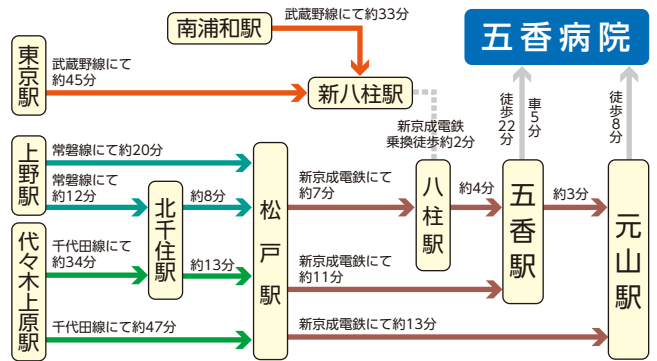 南浦和駅
武蔵野線にて約33分
五香病院
東京駅
武蔵野線にて
約45分
新八柱駅
新京成電鉄
乗換徒歩約2分
徒歩22分
車5分
徒歩8分
上野駅
常磐線にて約20分
常磐線にて
約12分
北千住駅
約8分
松戸駅
新京成電鉄にて
約7分
八柱駅
約4分
五香駅
約3分
元山駅
代々木上原駅
千代田線にて
約34分
約13分
新京成電鉄にて
約11分
千代田線にて約47分
新京成電鉄にて約13分